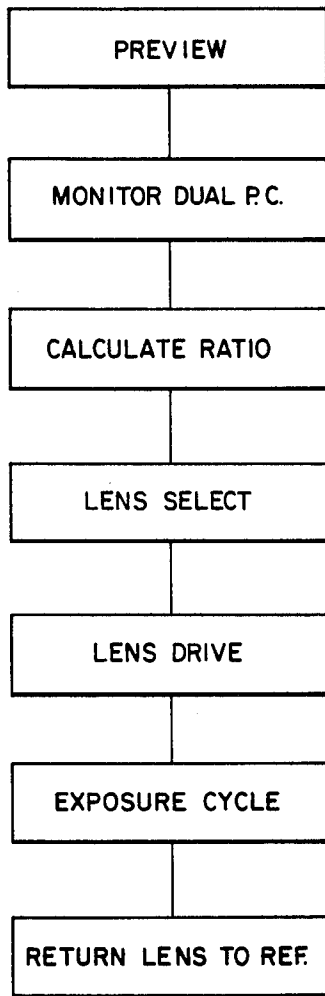 PREVIEW
MONITOR DUAL P.C.
CALCULATE RATIO
LENS SELECT
LENS DRIVE
EXPOSURE CYCLE
RETURN LENS TO REF.